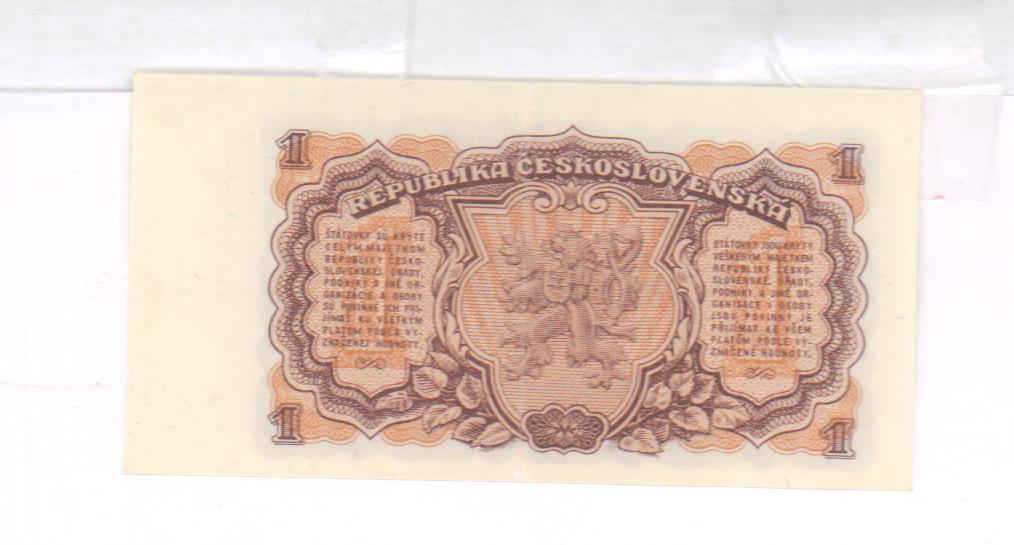 1
1
REPUBLIKA ČESKOSLOVENSKÁ
ŠTÁTOVKY SÚ KRYTÉ
CELÝM MAJETKOM
REPUBLIKY ČESKO-
SLOVENSKEJ. ÚRADY,
PODNIKY A INÉ OR-
GANIZÁCIE A OSOBY
SÚ POVINNÉ ICH PRI-
JÍMAŤ KU VŠETKÝM
PLATOM PODĽA VY-
ZNAČENEJ HODNOTY.
STÁTOVKY JSOU KRYTY
VEŠKERÝM MAJETKEM
REPUBLIKY ČESKO-
SLOVENSKÉ. ÚŘADY,
PODNIKY A JINÉ OR-
GANISACE I OSOBY
JSOU POVINNY JE
PŘIJÍMAT KE VŠEM
PLATŮM PODLE VY-
ZNAČENÉ HODNOTY.
1
1